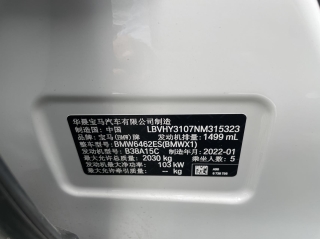 华晨宝马汽车有限公司制造
制造国：中国 LBVHY3107NM315323
品牌：宝马(BMW)牌 发动机排量：1499 mL
整车型号：BMW6462ES(BMWX1)
发动机型号：B38A15C
最大允许总质量：2030 kg 制造年月：2022-01
发动机最大净功率：103 kW 乘坐人数：5
最大允许牵引质量：— kg